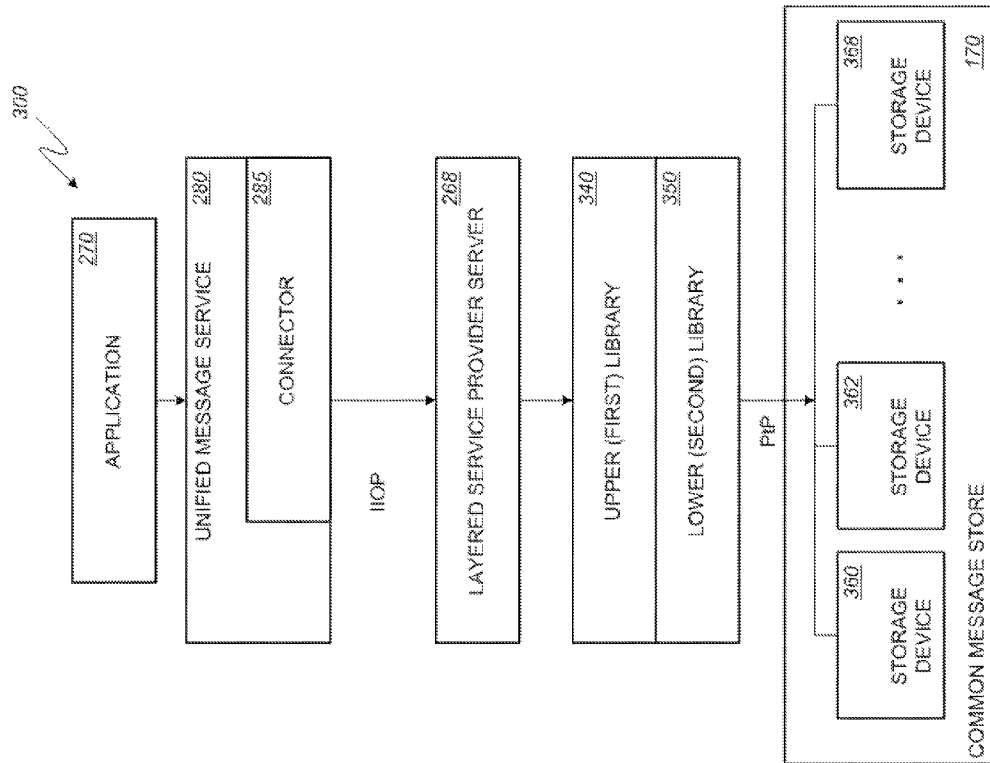 300
270
APPLICATION
280
UNIFIED MESSAGE SERVICE
285
CONNECTOR
IIOP
268
LAYERED SERVICE PROVIDER SERVER
340
UPPER (FIRST) LIBRARY
350
LOWER (SECOND) LIBRARY
PtP
360
STORAGE
DEVICE
362
STORAGE
DEVICE
• • •
368
STORAGE
DEVICE
COMMON MESSAGE STORE
170